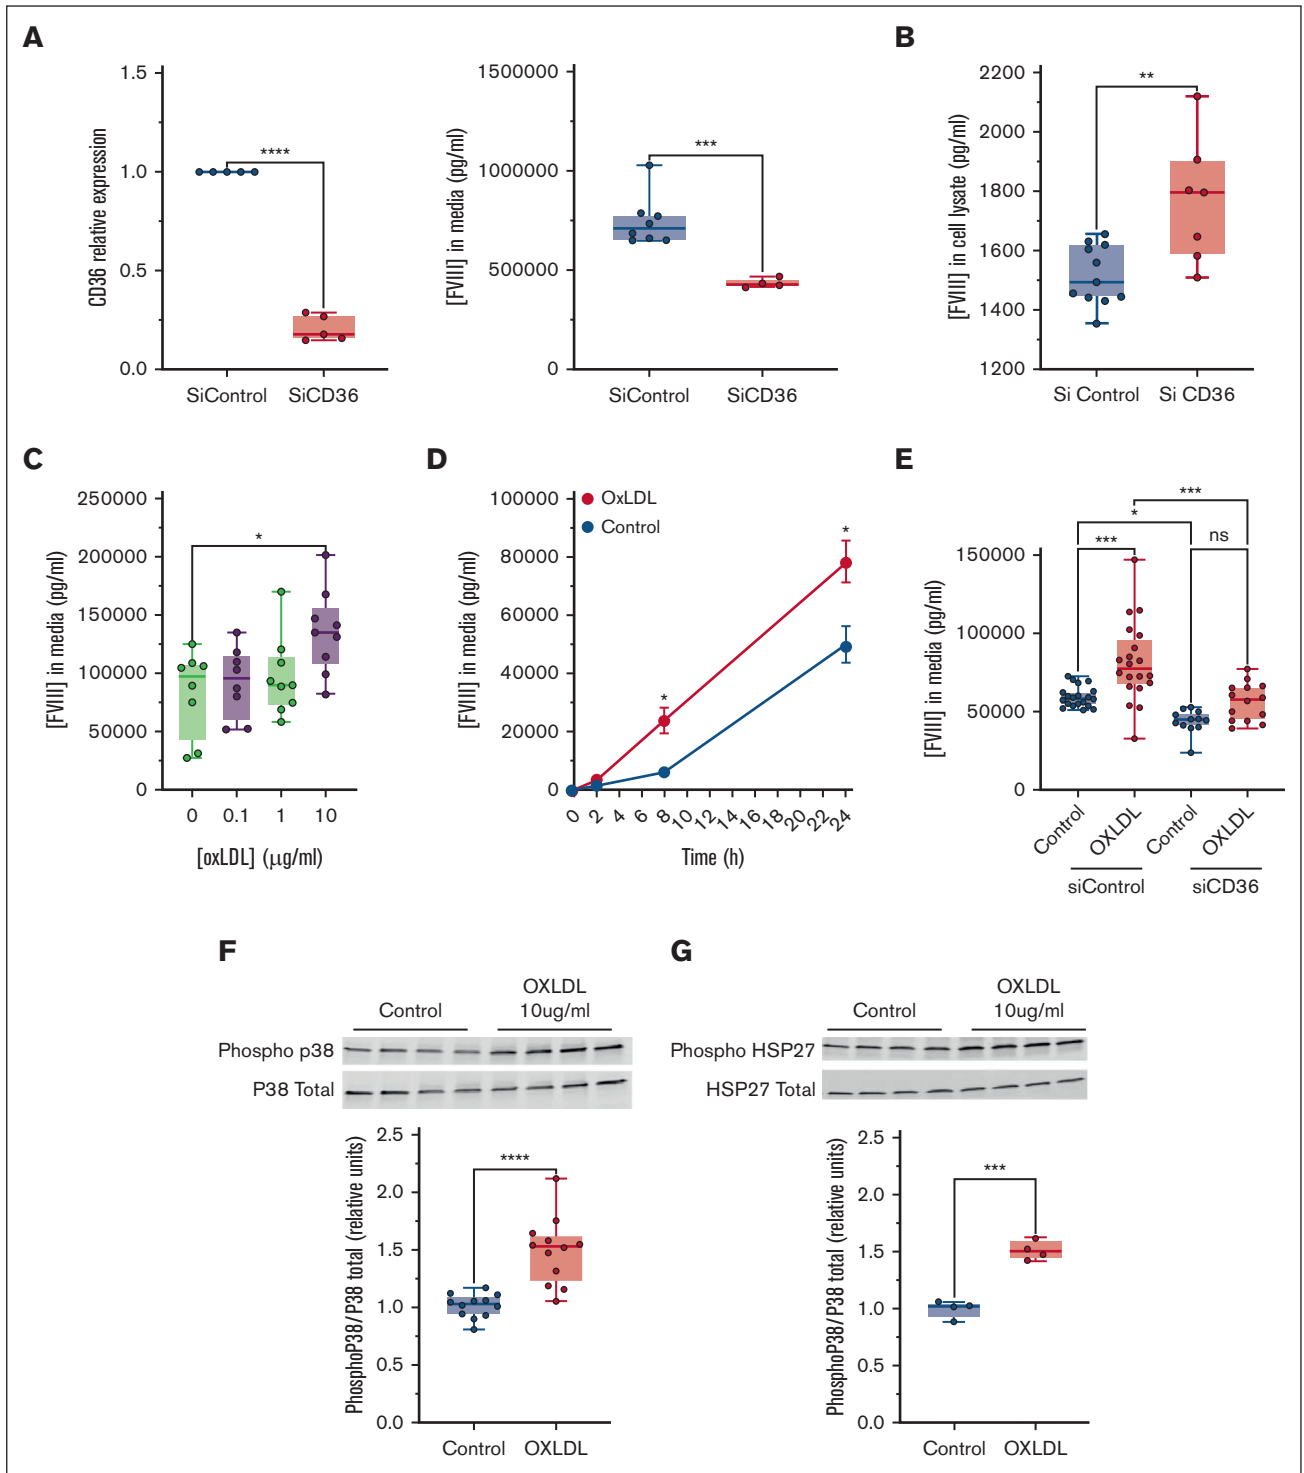 A
CD36 relative expression
1.5
1.0
0.5
0.0
****
SiControl
SiCD36
[FVIII] in media (pg/ml)
1500000
1000000
500000
0
***
SiControl
SiCD36
B
[FVIII] in cell lysate (pg/ml)
2200
2000
1800
1600
1400
1200
**
Si Control
Si CD36
C
[FVIII] in media (pg/ml)
250000
200000
150000
100000
50000
0
*
0
0.1
1
10
[oxLDL] (μg/ml)
D
[FVIII] in media (pg/ml)
100000
80000
60000
40000
20000
0
OxLDL
Control
*
*
0 2 4 6 8 10 12 14 16 18 20 22 24
Time (h)
E
[FVIII] in media (pg/ml)
150000
100000
50000
0
***
*
***
ns
Control
OXLDL
Control
OXLDL
siControl
siCD36
F
Control
OXLDL
10ug/ml
Phospho p38
P38 Total
PhosphoP38/P38 total (relative units)
2.5
2.0
1.5
1.0
0.5
0.0
****
Control
OXLDL
G
Control
OXLDL
10ug/ml
Phospho HSP27
HSP27 Total
PhosphoP38/P38 total (relative units)
2.5
2.0
1.5
1.0
0.5
0.0
***
Control
OXLDL